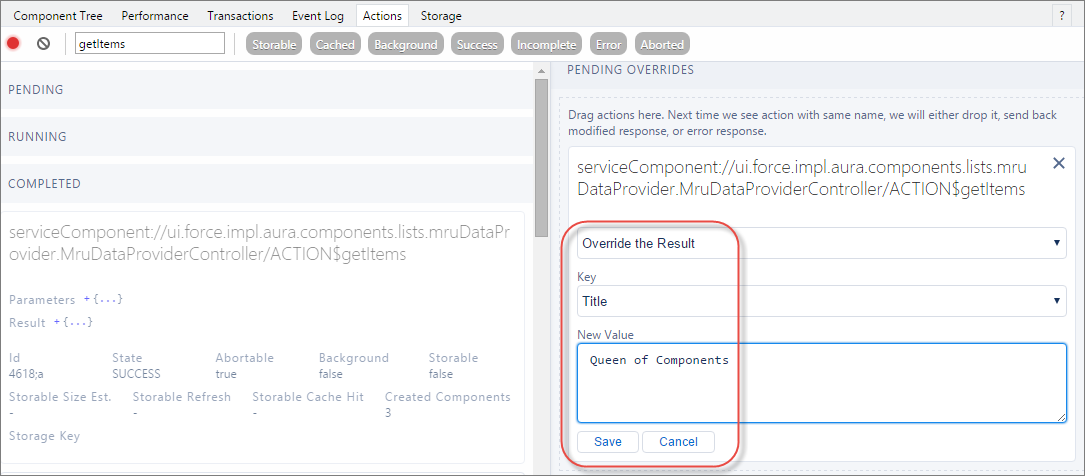 Component Tree Performance Transactions Event Log Actions Storage ?
getItems Storable Cached Background Success Incomplete Error Aborted
PENDING
RUNNING
COMPLETED
serviceComponent://ui.force.impl.aura.components.lists.mruDataPr
ovider.MruDataProviderController/ACTION$getItems
Parameters +{...}
Result +{...}
Id State Abortable Background Storable
4618;a SUCCESS true false false
Storable Size Est. Storable Refresh Storable Cache Hit Created Components
- - - 3
Storage Key
PENDING OVERRIDES
Drag actions here. Next time we see action with same name, we will either drop it, send back
modified response, or error response.
serviceComponent://ui.force.impl.aura.components.lists.mru
DataProvider.MruDataProviderController/ACTION$getItems
Override the Result
Key
Title
New Value
Queen of Components
Save Cancel